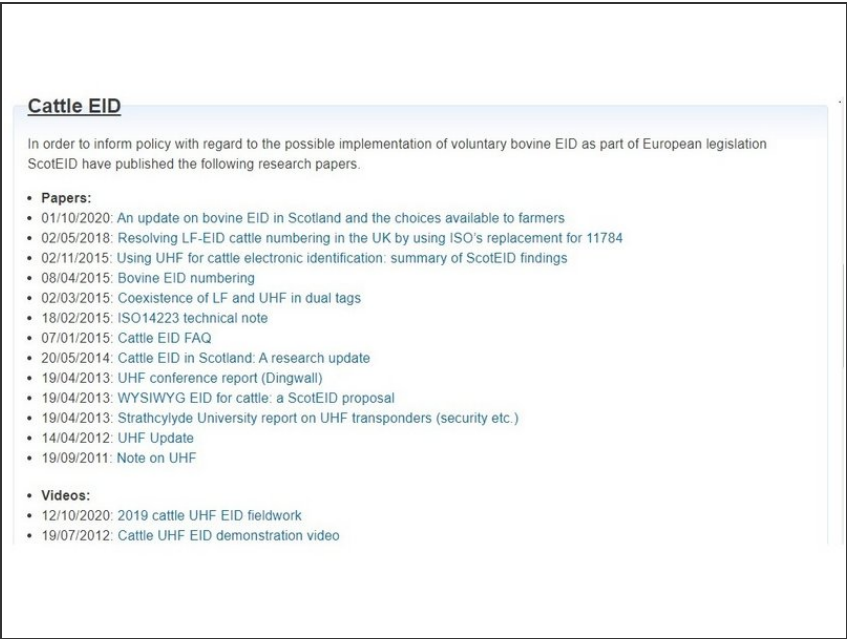 Cattle EID
In order to inform policy with regard to the possible implementation of voluntary bovine EID as part of European legislation
ScotEID have published the following research papers.
• Papers:
• 01/10/2020: An update on bovine EID in Scotland and the choices available to farmers
• 02/05/2018: Resolving LF-EID cattle numbering in the UK by using ISO's replacement for 11784
• 02/11/2015: Using UHF for cattle electronic identification: summary of ScotEID findings
• 08/04/2015: Bovine EID numbering
• 02/03/2015: Coexistence of LF and UHF in dual tags
• 18/02/2015: ISO14223 technical note
• 07/01/2015: Cattle EID FAQ
• 20/05/2014: Cattle EID in Scotland: A research update
• 19/04/2013: UHF conference report (Dingwall)
• 19/04/2013: WYSIWYG EID for cattle: a ScotEID proposal
• 19/04/2013: Strathcylyde University report on UHF transponders (security etc.)
• 14/04/2012: UHF Update
• 19/09/2011: Note on UHF
• Videos:
• 12/10/2020: 2019 cattle UHF EID fieldwork
• 19/07/2012: Cattle UHF EID demonstration video